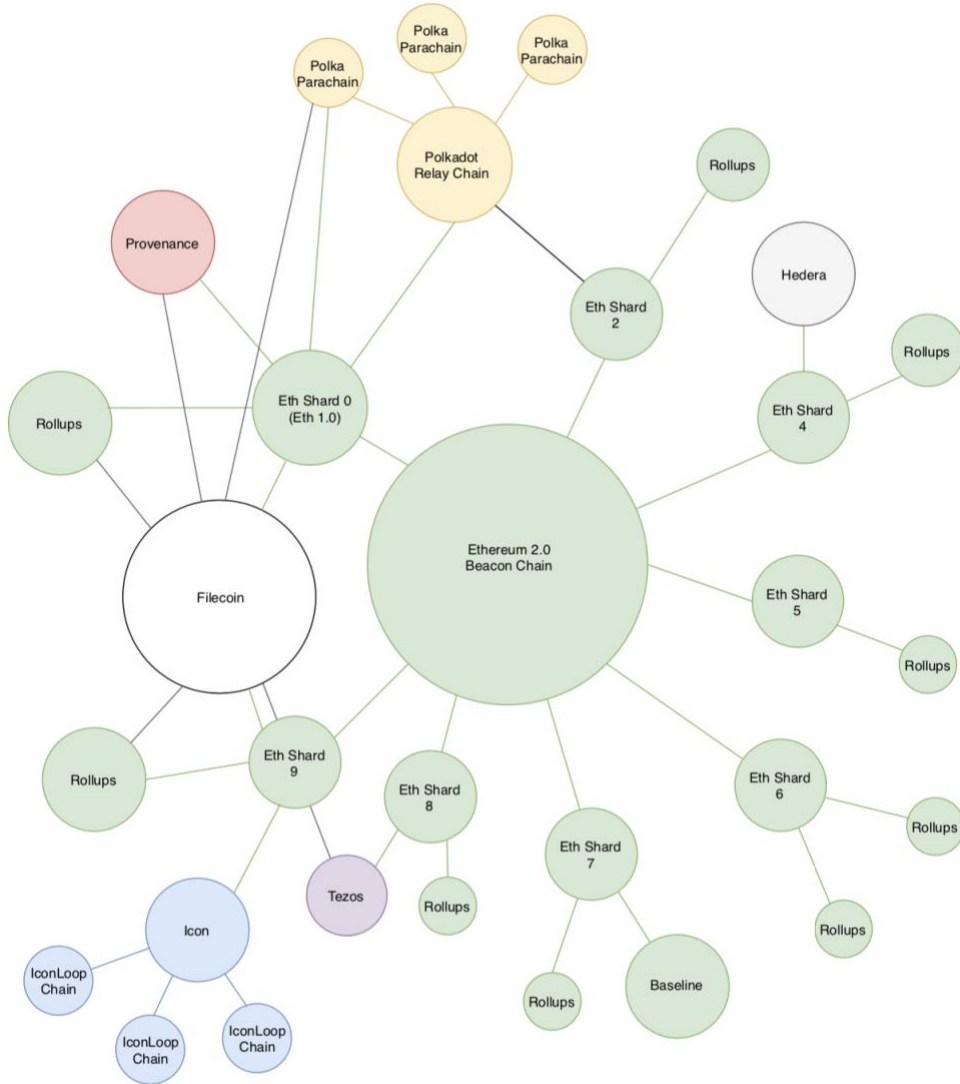 Polka
Parachain
Polka
Parachain
Polka
Parachain
Polkadot
Relay Chain
Rollups
Provenance
Hedera
Eth Shard
2
Rollups
Eth Shard 0
(Eth 1.0)
Eth Shard
4
Rollups
Ethereum 2.0
Beacon Chain
Filecoin
Eth Shard
5
Rollups
Eth Shard
9
Rollups
Eth Shard
8
Eth Shard
6
Rollups
Eth Shard
7
Tezos
Rollups
Icon
Rollups
IconLoop
Chain
Baseline
Rollups
IconLoop
Chain
IconLoop
Chain